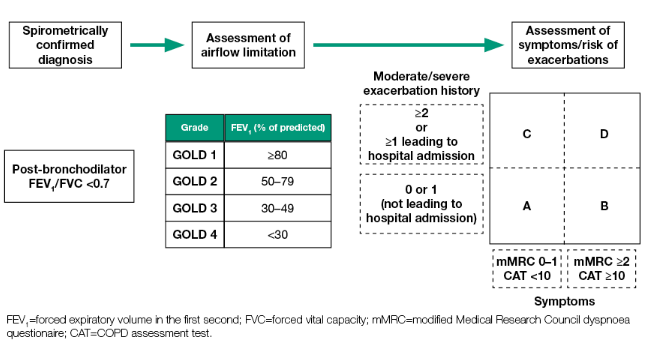 Spirometrically
confirmed
diagnosis
Assessment of
airflow limitation
Assessment of
symptoms/risk of
exacerbations
Moderate/severe
exacerbation history
≥2
or
≥1 leading to
hospital admission
C
D
Grade
FEV₁ (% of predicted)
GOLD 1
≥80
GOLD 2
50–79
GOLD 3
30–49
GOLD 4
<30
Post-bronchodilator
FEV₁/FVC <0.7
0 or 1
(not leading to
hospital admission)
A
B
mMRC 0–1
CAT <10
mMRC ≥2
CAT ≥10
Symptoms
FEV₁=forced expiratory volume in the first second; FVC=forced vital capacity; mMRC=modified Medical Research Council dyspnoea
questionaire; CAT=COPD assessment test.